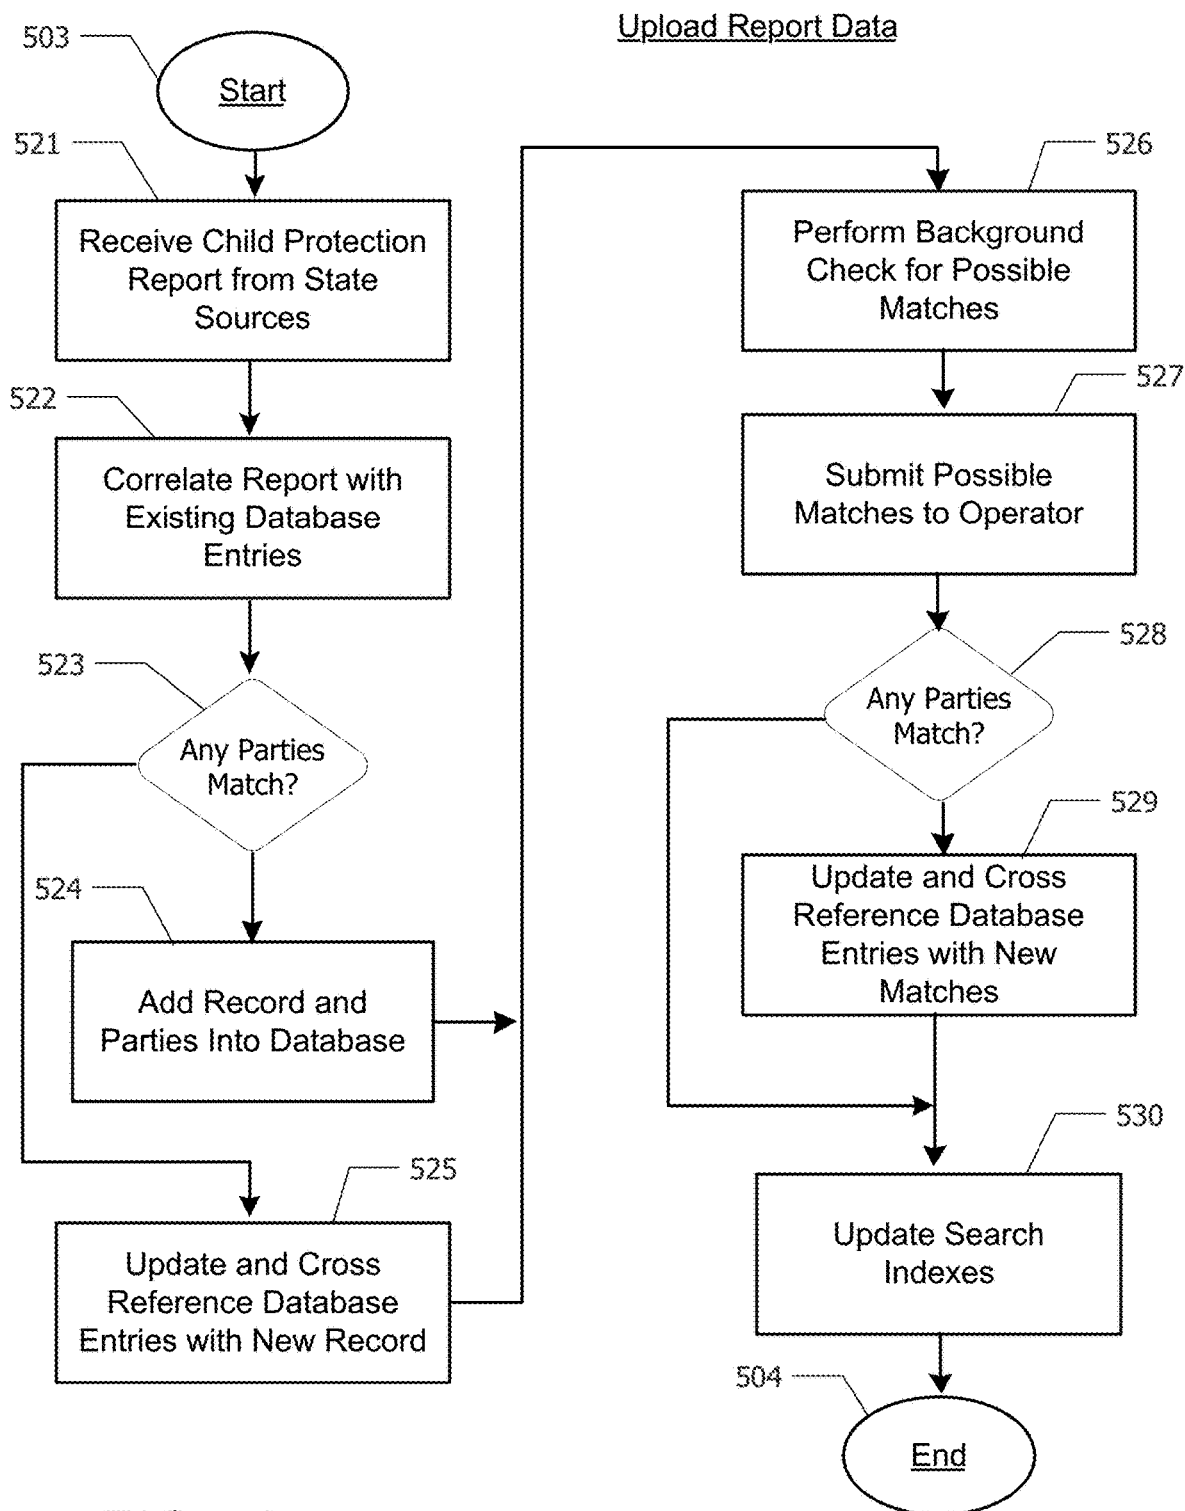 Upload Report Data
503
Start
521
Receive Child Protection
Report from State
Sources
522
Correlate Report with
Existing Database
Entries
523
Any Parties
Match?
524
Add Record and
Parties Into Database
525
Update and Cross
Reference Database
Entries with New Record
526
Perform Background
Check for Possible
Matches
527
Submit Possible
Matches to Operator
528
Any Parties
Match?
529
Update and Cross
Reference Database
Entries with New
Matches
530
Update Search
Indexes
504
End